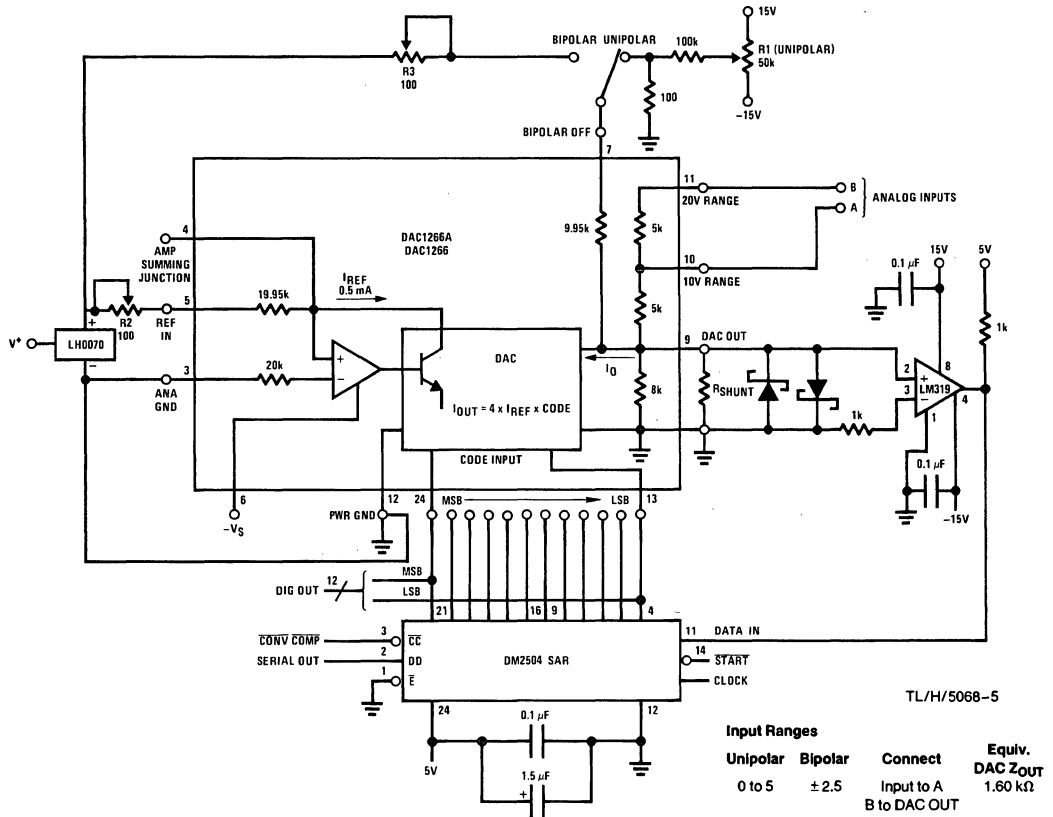 15V
BIPOLAR UNIPOLAR
100k
R1 (UNIPOLAR)
50k
R3
100
100
-15V
BIPOLAR OFF
7
11
20V RANGE
B
A
ANALOG INPUTS
4
AMP
SUMMING
JUNCTION
DAC1266A
DAC1266
9.95k
5k
10
10V RANGE
15V
5V
0.1 µF
IREF
0.5 mA
5
19.95k
5k
1k
R2
100
REF
IN
+
V+
LH0070
-
DAC
9
DAC OUT
IO
3
20k
+
-
ANA
GND
8k
RSHUNT
2
+
8
LM319
3
-
4
1
1k
IOUT = 4 x IREF x CODE
CODE INPUT
0.1 µF
-15V
6
-VS
12
24
MSB
LSB
13
PWR GND
DIG OUT
12
MSB
LSB
21
16
9
4
CONV COMP
3
CC
11
DATA IN
SERIAL OUT
2
DD
DM2504 SAR
14
START
1
E
CLOCK
24
12
0.1 µF
5V
1.5 µF
+
TL/H/5068-5
Input Ranges
Unipolar Bipolar Connect Equiv. DAC ZOUT
0 to 5 ±2.5 Input to A 1.60 kΩ
B to DAC OUT